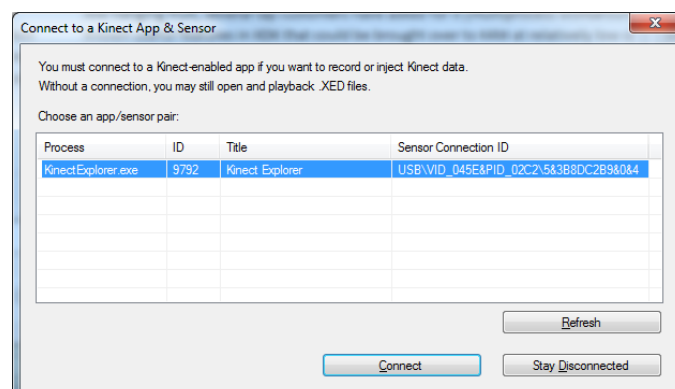 Connect to a Kinect App & Sensor
You must connect to a Kinect-enabled app if you want to record or inject Kinect data.
Without a connection, you may still open and playback .XED files.
Choose an app/sensor pair:
Process ID Title Sensor Connection ID
KinectExplorer.exe 9792 Kinect Explorer USB\VID_045E&PID_02C2\5&3B8DC2B9&0&4
Refresh
Connect Stay Disconnected